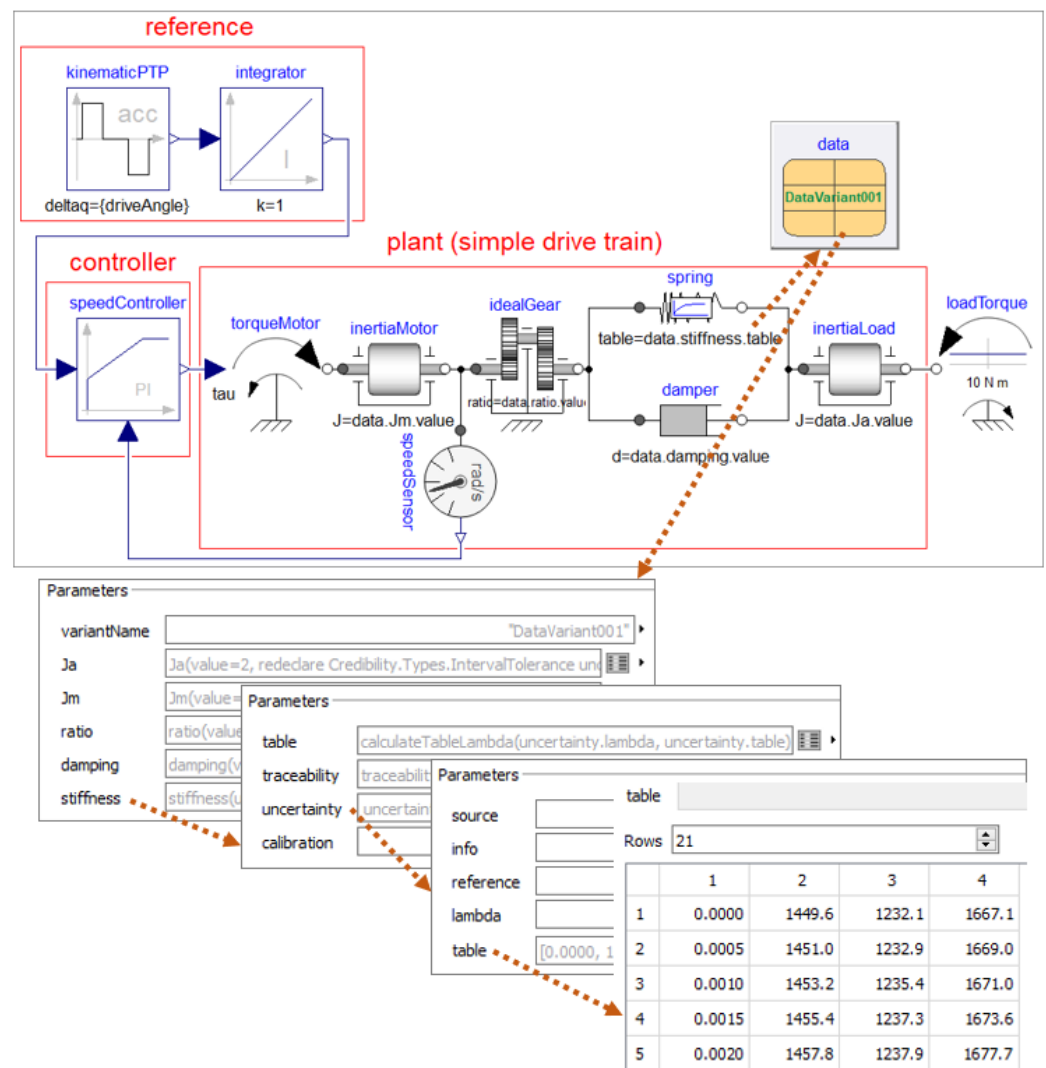 reference
kinematicPTP
integrator
acc
I
deltaq={driveAngle}
k=1
data
DataVariant001
plant (simple drive train)
controller
speedController
PI
torqueMotor
tau
inertiaMotor
J=data.Jm.value
idealGear
ratio=data.ratio.valu
spring
table=data.stiffness.table
damper
d=data.damping.value
inertiaLoad
J=data.Ja.value
loadTorque
10 N m
speedSensor
rad/s
Parameters
variantName
"DataVariant001"
Ja
Ja(value=2, redeclare Credibility.Types.IntervalTolerance unc
Jm
Jm(value=
ratio
ratio(value
damping
damping(v
stiffness
stiffness(u
Parameters
table
calculateTableLambda(uncertainty.lambda, uncertainty.table)
traceability
traceabilit
uncertainty
uncertain
calibration
Parameters
source
info
reference
lambda
table
[0.0000, 1
table
Rows 21
1 2 3 4
1 0.0000 1449.6 1232.1 1667.1
2 0.0005 1451.0 1232.9 1669.0
3 0.0010 1453.2 1235.4 1671.0
4 0.0015 1455.4 1237.3 1673.6
5 0.0020 1457.8 1237.9 1677.7